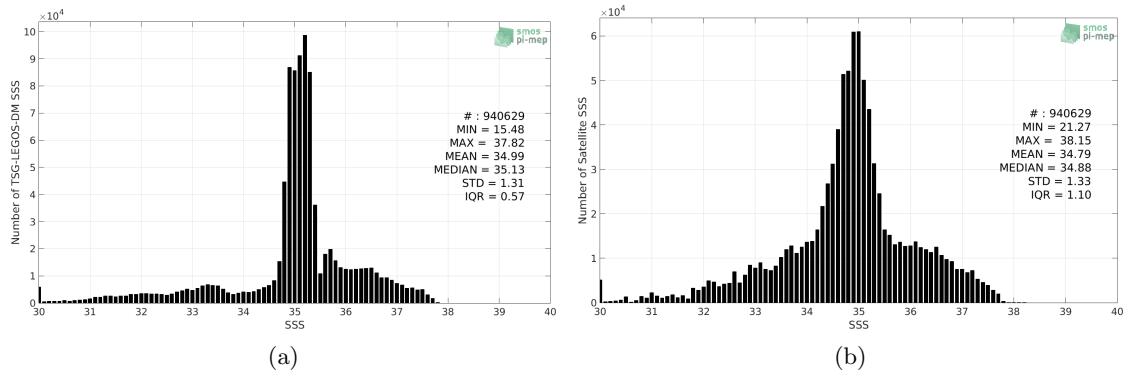 ×10⁴
10
9
8
7
6
5
4
3
2
1
0
Number of TSG-LEGOS-DM SSS
smos
pi-mep
# : 940629
MIN = 15.48
MAX = 37.82
MEAN = 34.99
MEDIAN = 35.13
STD = 1.31
IQR = 0.57
30 31 32 33 34 35 36 37 38 39 40
SSS
(a)
×10⁴
6
5
4
3
2
1
0
Number of Satellite SSS
smos
pi-mep
# : 940629
MIN = 21.27
MAX = 38.15
MEAN = 34.79
MEDIAN = 34.88
STD = 1.33
IQR = 1.10
30 31 32 33 34 35 36 37 38 39 40
SSS
(b)